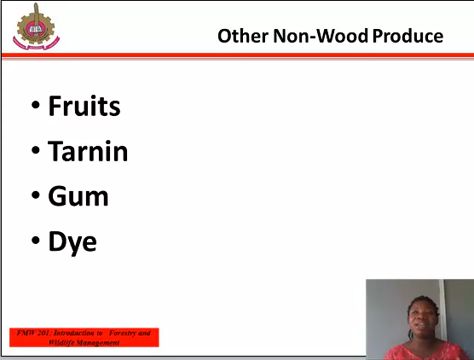 Other Non-Wood Produce
• Fruits
• Tarnin
• Gum
• Dye
FMW 201: Introduction to Forestry and
Wildlife Management